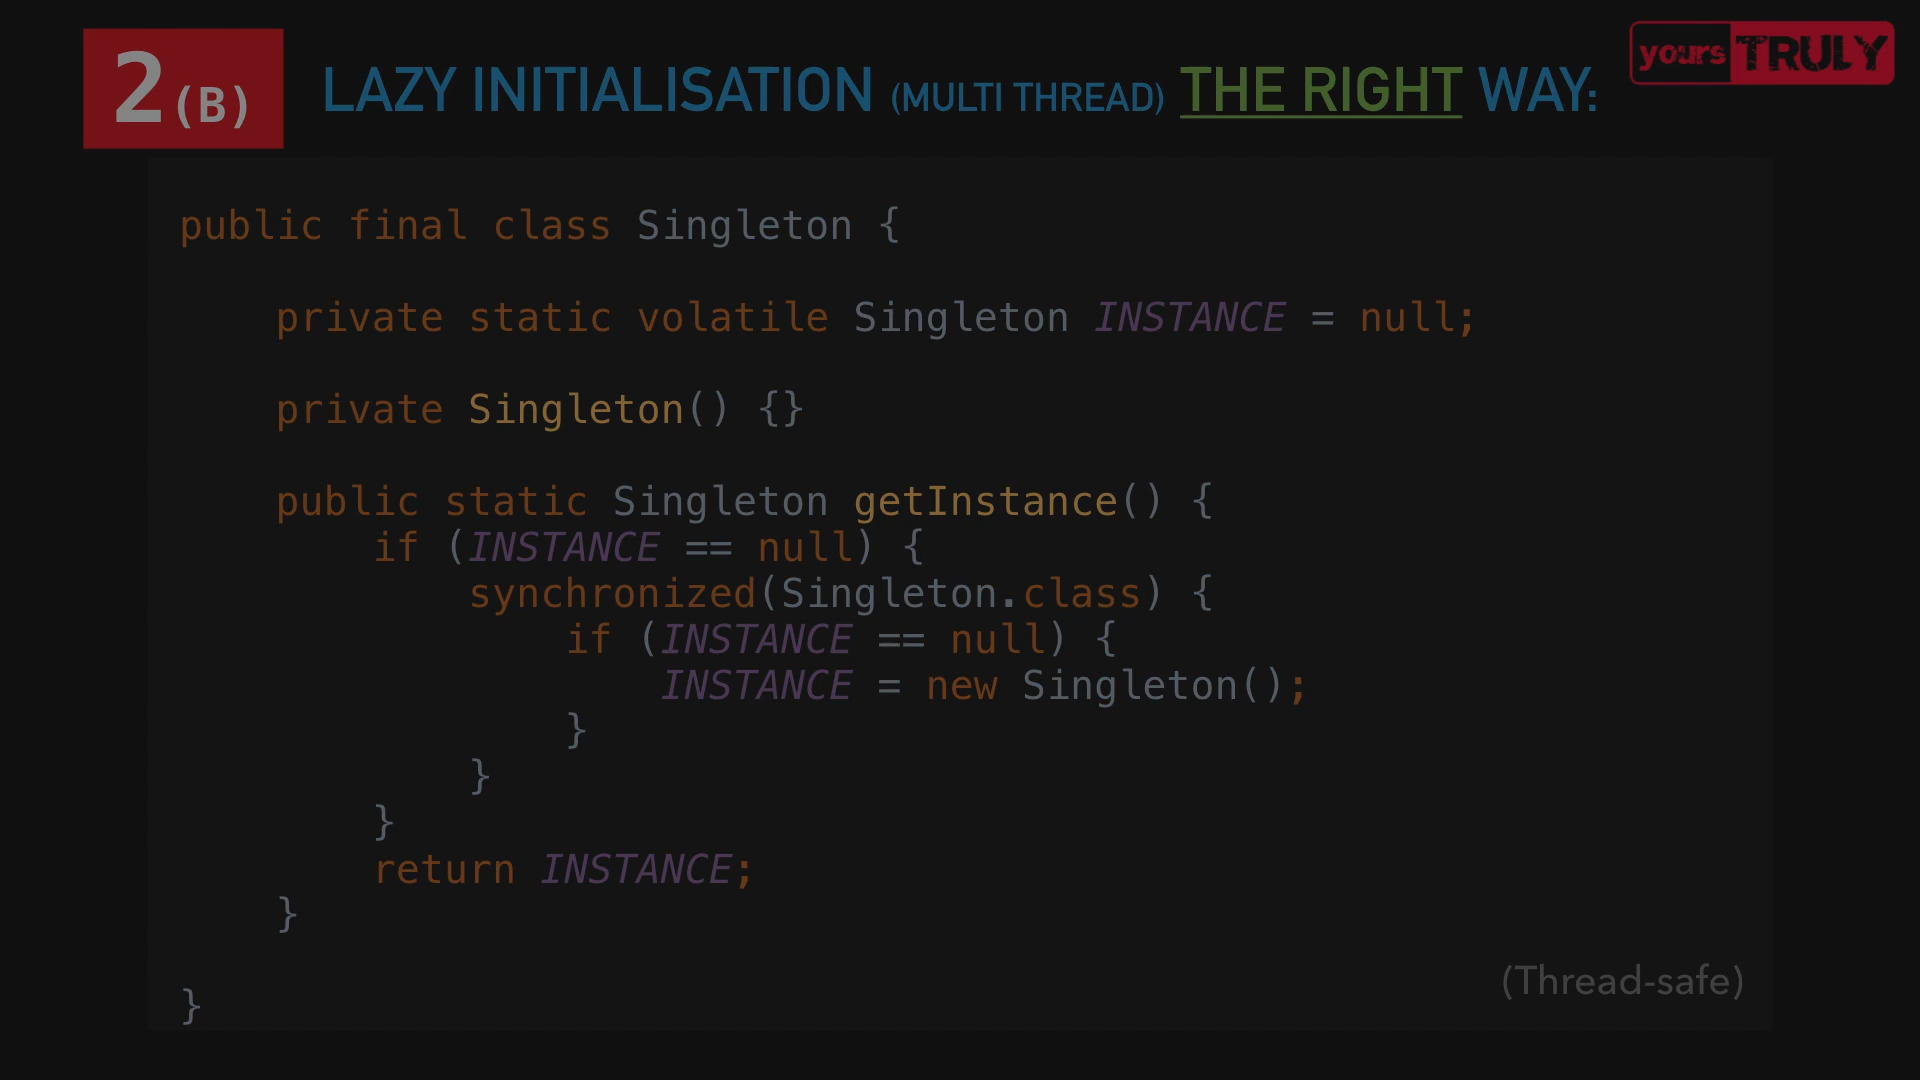 2 (B)
LAZY INITIALISATION (MULTI THREAD) THE RIGHT WAY:
yours TRULY
public final class Singleton {
private static volatile Singleton INSTANCE = null;
private Singleton() {}
public static Singleton getInstance() {
if (INSTANCE == null) {
synchronized(Singleton.class) {
if (INSTANCE == null) {
INSTANCE = new Singleton();
}
}
}
return INSTANCE;
}
(Thread-safe)
}